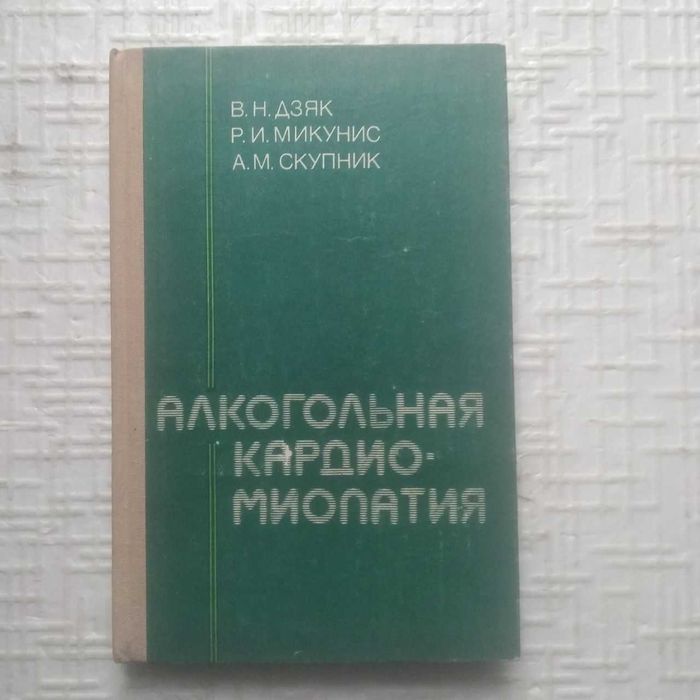 В. Н. ДЗЯК
Р. И. МИКУНИС
А. М. СКУПНИК
АЛКОГОЛЬНАЯ
КАРДИО-
МИОПАТИЯ